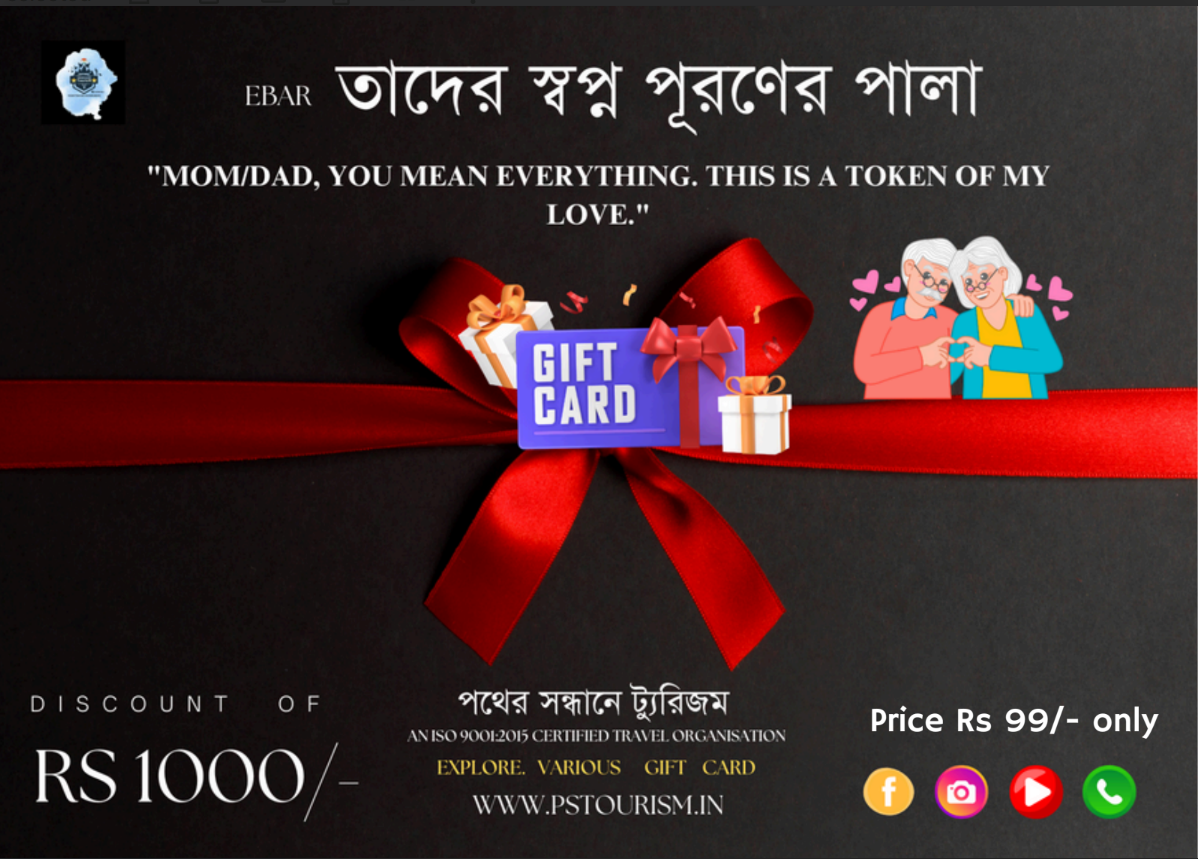 EBAR তাদের স্বপ্ন পূরণের পালা
"MOM/DAD, YOU MEAN EVERYTHING. THIS IS A TOKEN OF MY
LOVE."
GIFT
CARD
DISCOUNT OF
RS 1000/-
পথের সন্ধানে ট্যুরিজম
AN ISO 9001:2015 CERTIFIED TRAVEL ORGANISATION
EXPLORE. VARIOUS GIFT CARD
WWW.PSTOURISM.IN
Price Rs 99/- only